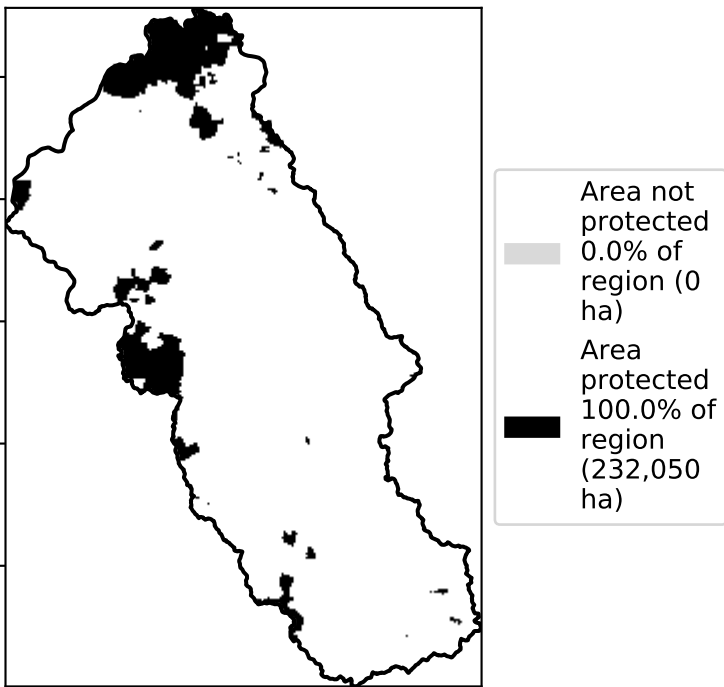 Area not
protected
0.0% of
region (0
ha)
Area
protected
100.0% of
region
(232,050
ha)